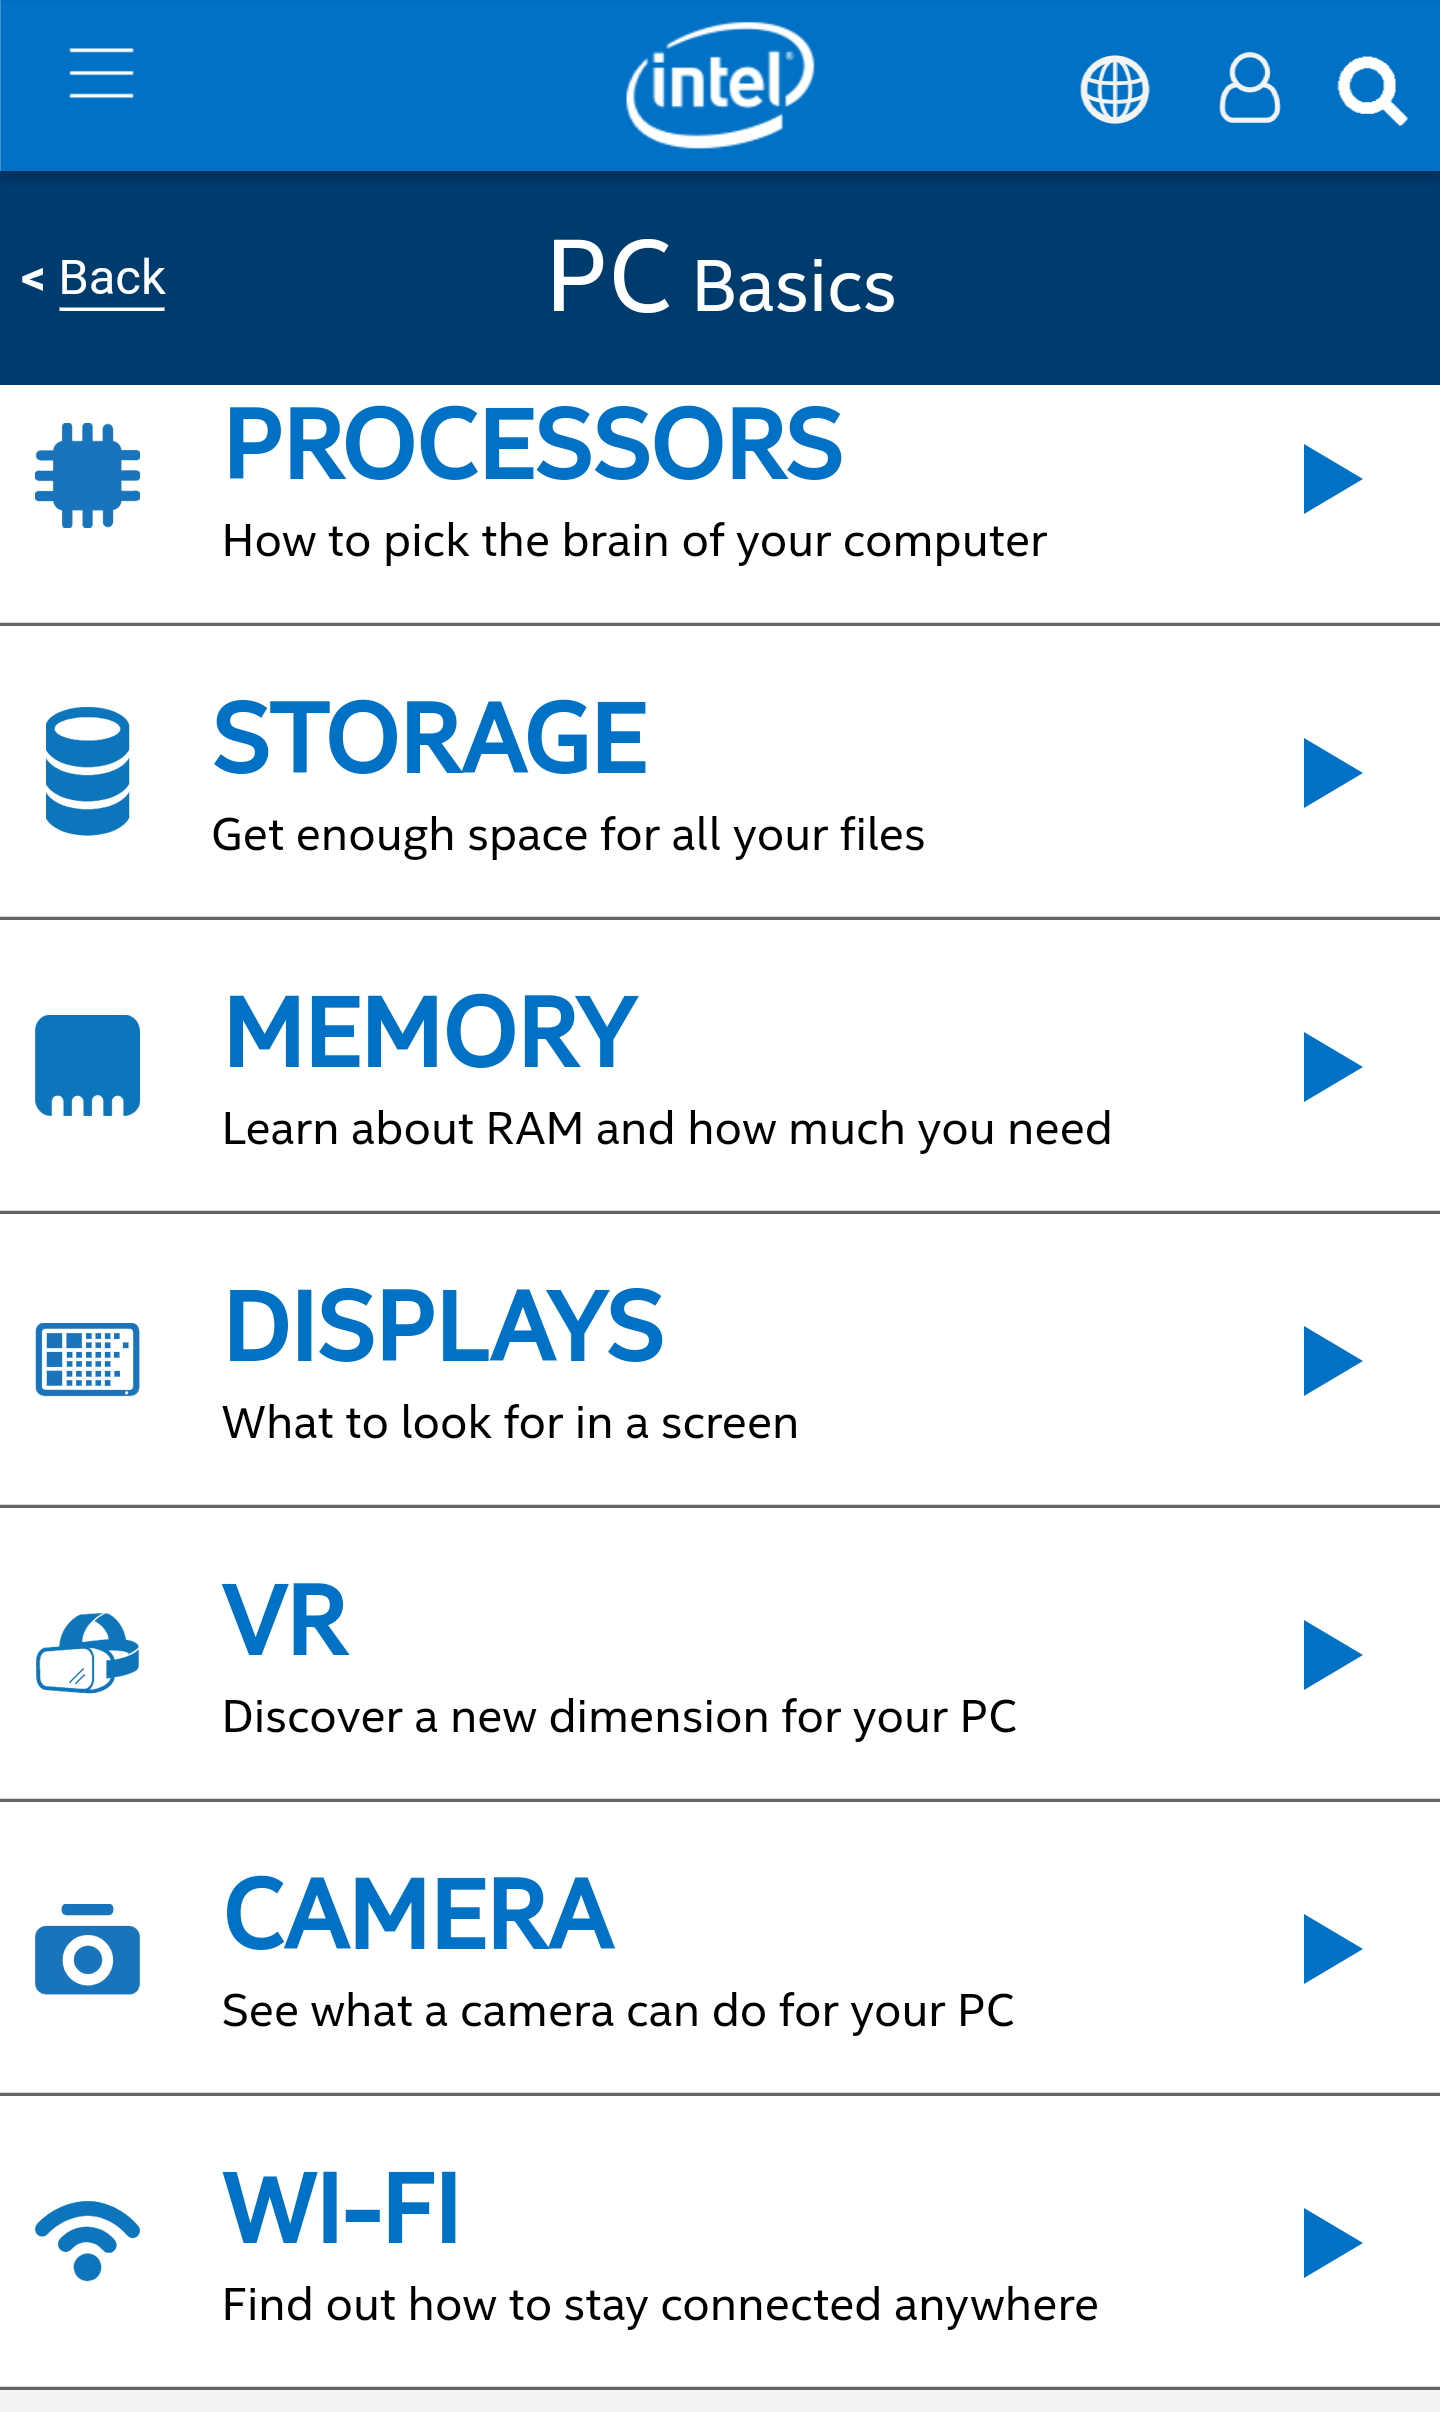 intel
< Back
PC Basics
PROCESSORS
How to pick the brain of your computer
STORAGE
Get enough space for all your files
MEMORY
Learn about RAM and how much you need
DISPLAYS
What to look for in a screen
VR
Discover a new dimension for your PC
CAMERA
See what a camera can do for your PC
WI-FI
Find out how to stay connected anywhere